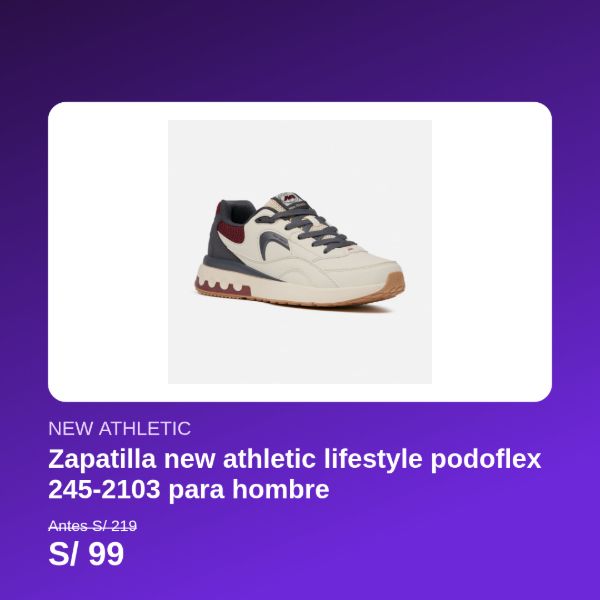 NEW ATHLETIC
Zapatilla new athletic lifestyle podoflex
245-2103 para hombre
Antes S/ 219
S/ 99